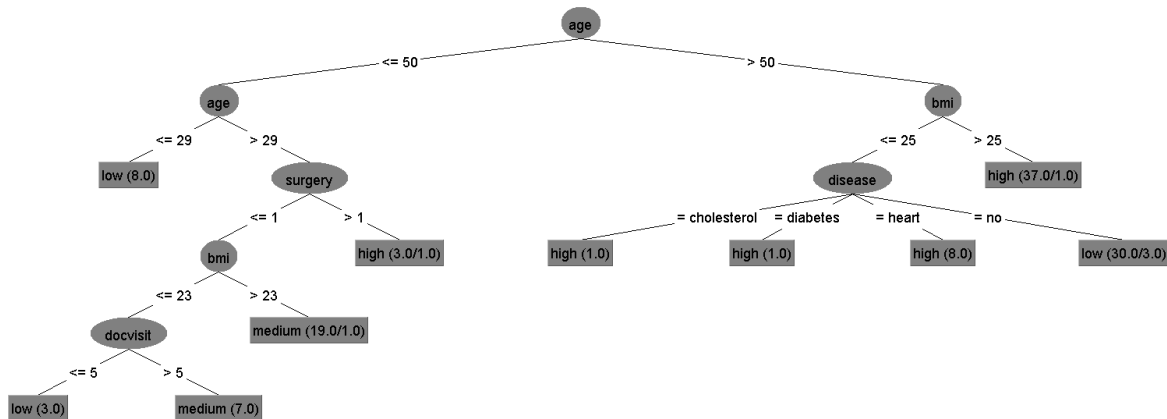 age
<= 50
> 50
age
bmi
<= 29
> 29
<= 25
> 25
low (8.0)
surgery
disease
high (37.0/1.0)
<= 1
> 1
= cholesterol
= diabetes
= heart
= no
bmi
high (3.0/1.0)
high (1.0)
high (1.0)
high (8.0)
low (30.0/3.0)
<= 23
> 23
docvisit
medium (19.0/1.0)
<= 5
> 5
low (3.0)
medium (7.0)